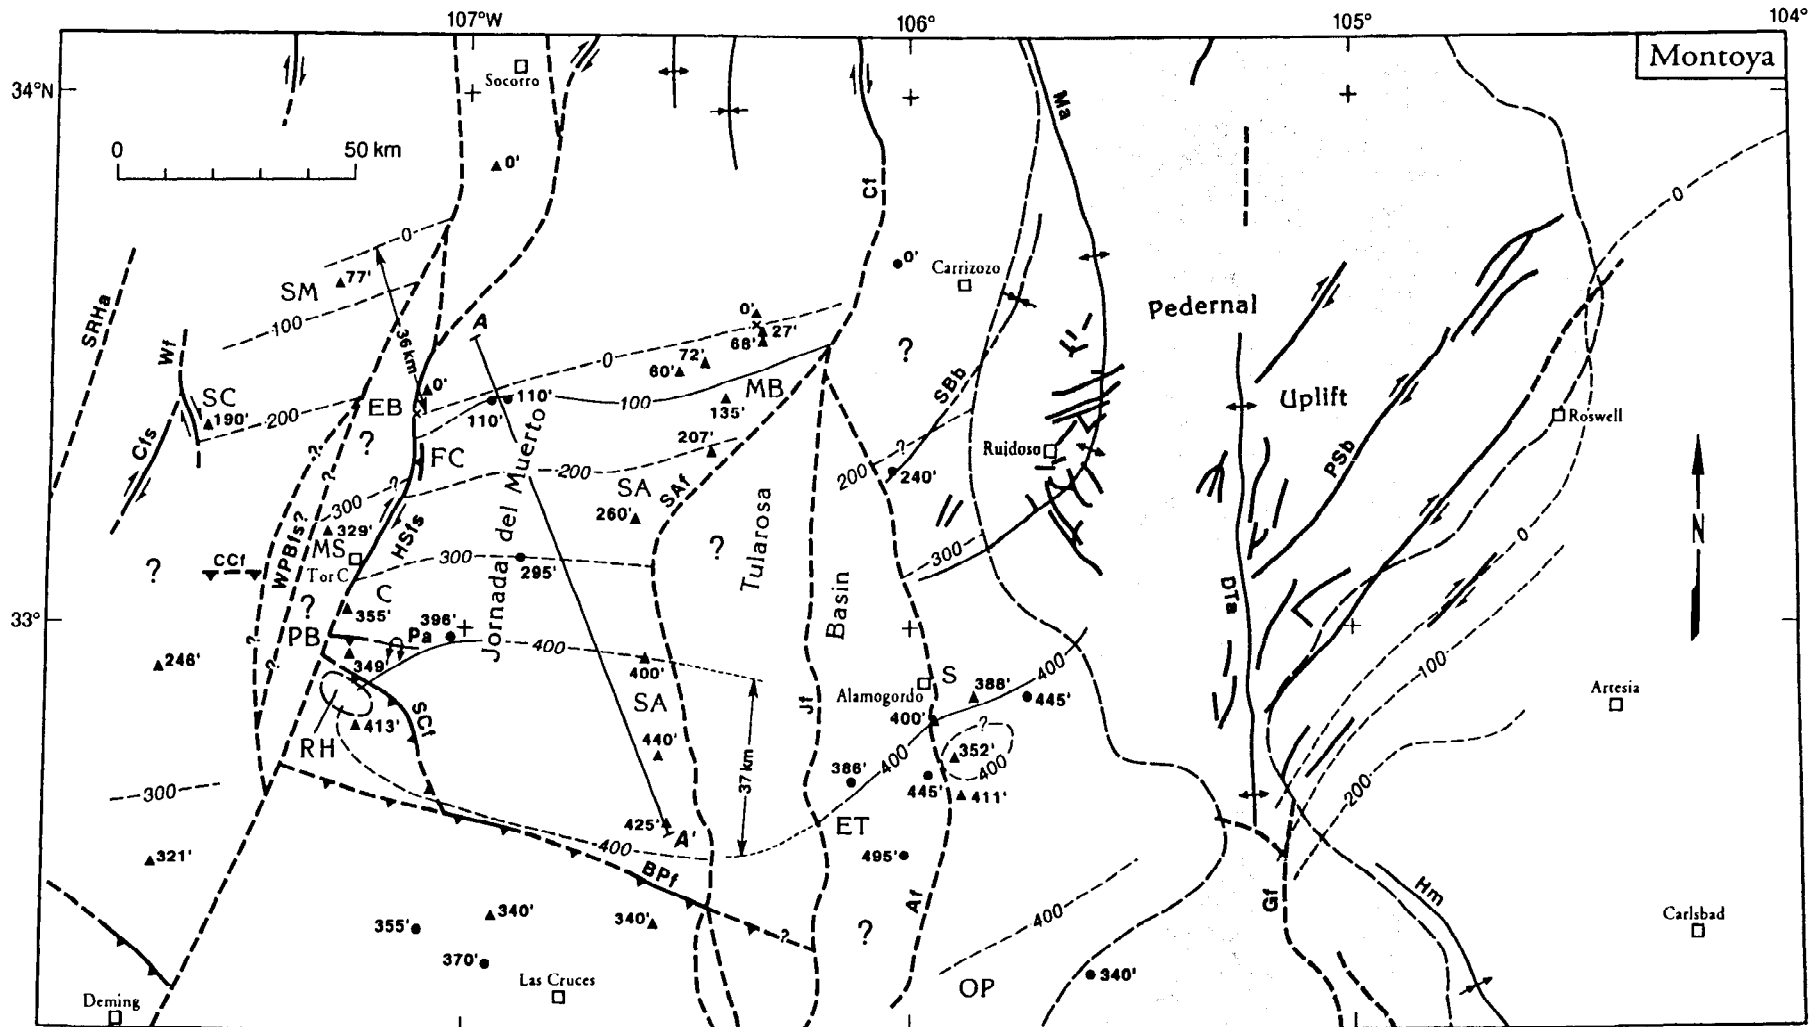 107°W
106°
105°
104°
Montoya
34°N
Socorro
0 50 km
0'
Ma
Cf
0
0
SM
77'
0'
Carrizozo
100
SRHa
36 km
A
Pedernal
Wf
0'
27'
68'
?
72'
60'
0
SBb
SC
190'
200
EB
0'
110'
110'
100
MB
135'
Uplift
Roswell
Cfs
?
?
FC
207'
?
200
240'
Ruidoso
PSb
200
SA
SAf
Jornada del Muerto
Tularosa
Basin
?
300
260'
329'
HSfs
N
MS
T or C
300
295'
?
300
0
?
CCf
WPBfs?
?
C
355'
DTa
33°
396'
PB
Pa
400
?
?
246'
349'
400'
100
S
388'
400
445'
Alamogordo
400'
Artesia
SA
SCf
413'
RH
Jf
440'
37 km
?
352'
400
400
386'
445'
411'
300
200
425'
A'
ET
400
321'
BPf
495'
Af
Gf
Hm
355'
340'
340'
?
?
400
Carlsbad
370'
Las Cruces
OP
340'
Deming